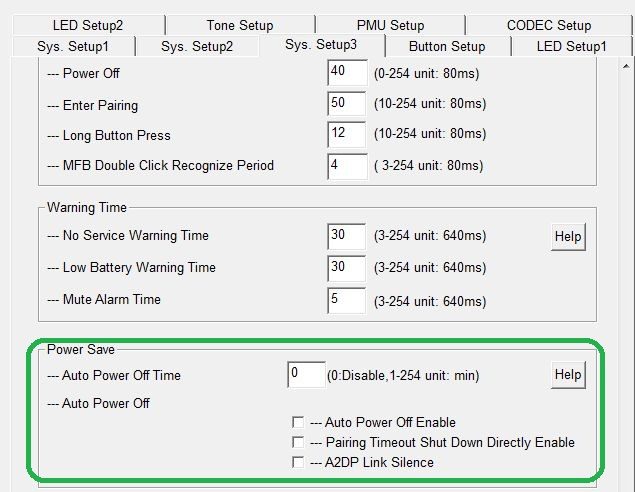 LED Setup2 Tone Setup PMU Setup CODEC Setup
Sys. Setup1 Sys. Setup2 Sys. Setup3 Button Setup LED Setup1
--- Power Off 40 (0-254 unit: 80ms)
--- Enter Pairing 50 (10-254 unit: 80ms)
--- Long Button Press 12 (10-254 unit: 80ms)
--- MFB Double Click Recognize Period 4 ( 3-254 unit: 80ms)
Warning Time
--- No Service Warning Time 30 (3-254 unit: 640ms) Help
--- Low Battery Warning Time 30 (3-254 unit: 640ms)
--- Mute Alarm Time 5 (3-254 unit: 640ms)
Power Save
--- Auto Power Off Time 0 (0:Disable,1-254 unit: min) Help
--- Auto Power Off
--- Auto Power Off Enable
--- Pairing Timeout Shut Down Directly Enable
--- A2DP Link Silence